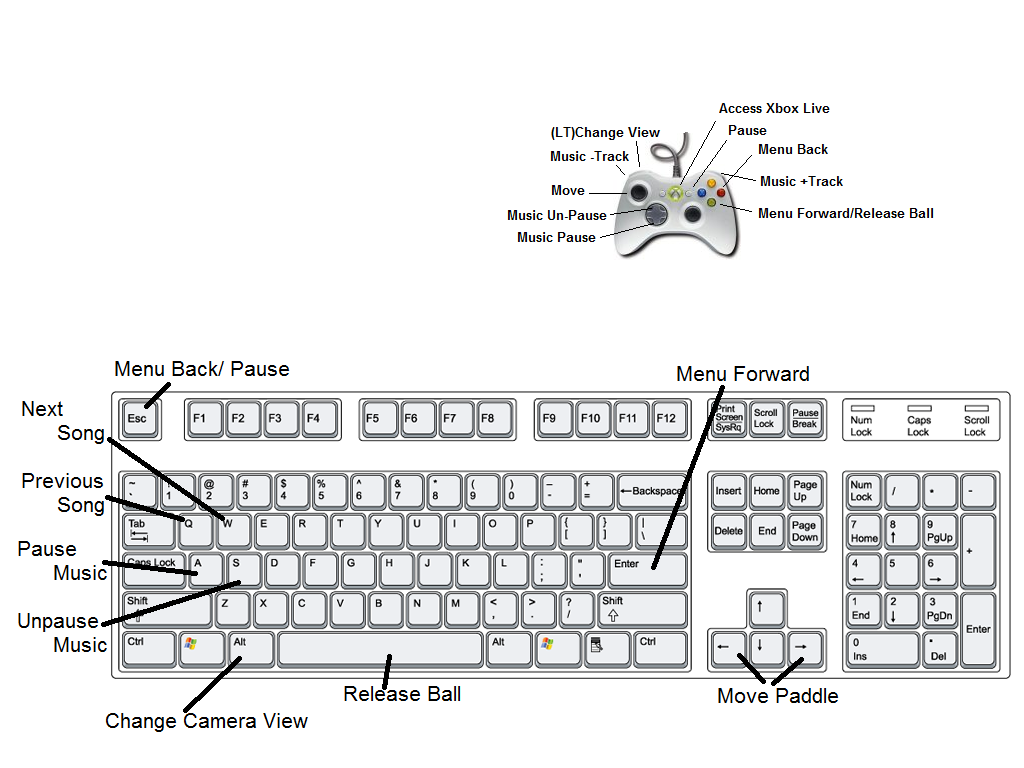 Access Xbox Live
(LT)Change View
Pause
Music -Track
Menu Back
Move
Music +Track
Music Un-Pause
Menu Forward/Release Ball
Music Pause
Menu Back/ Pause
Menu Forward
Next
Song
Previous
Song
Pause
Music
Unpause
Music
Esc F1 F2 F3 F4 F5 F6 F7 F8 F9 F10 F11 F12
Print
Screen
SysRq
Scroll
Lock
Pause
Break
Num
Lock
Caps
Lock
Scroll
Lock
~ @ # $ % ^ & * ( ) – +
` 1 2 3 4 5 6 7 8 9 0 - =
←Backspace
Insert Home Page
Up
Num
Lock
/ * -
Tab Q W E R T Y U I O P { } |
[ ] \
Delete End Page
Down
7 8 9
Home ↑ PgUp
+
Caps Lock A S D F G H J K L : "
; '
Enter
4 5 6
← →
Shift Z X C V B N M < > ? Shift
⇧ , . / ⇧
↑
1 2 3
End ↓ PgDn
Enter
Ctrl Alt Alt Ctrl
← ↓ →
0 •
Ins Del
Release Ball
Move Paddle
Change Camera View